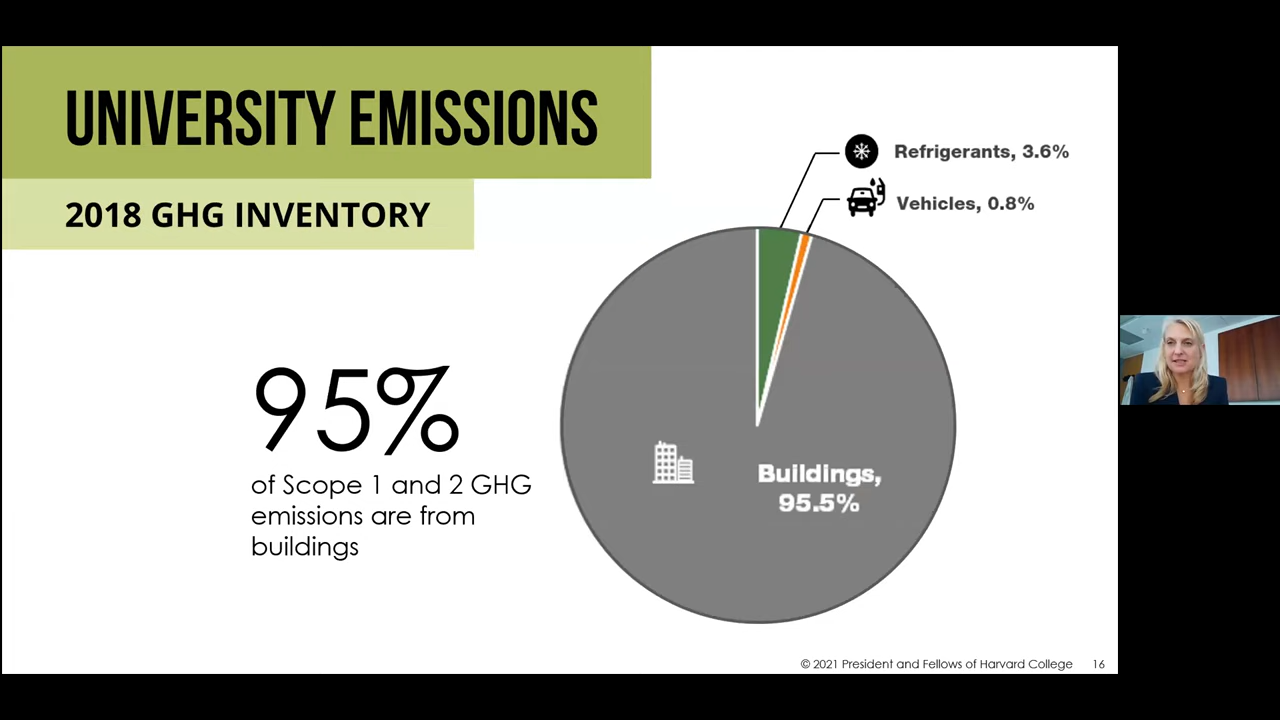 UNIVERSITY EMISSIONS
2018 GHG INVENTORY
Refrigerants, 3.6%
Vehicles, 0.8%
95%
of Scope 1 and 2 GHG
emissions are from
buildings
Buildings,
95.5%
© 2021 President and Fellows of Harvard College 16